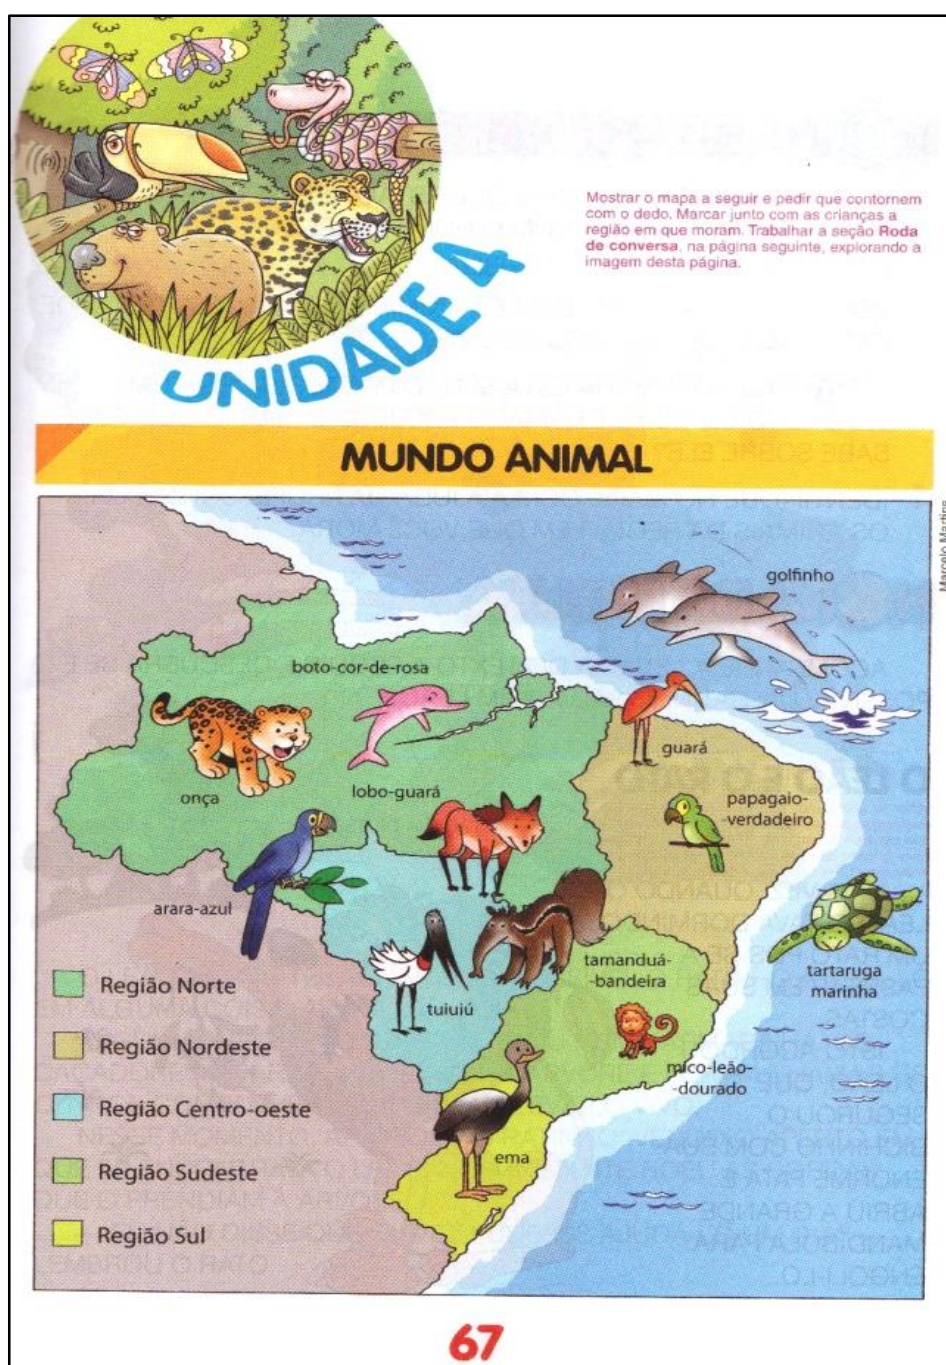 Mostrar o mapa a seguir e pedir que contornem
com o dedo. Marcar junto com as crianças a
região em que moram. Trabalhar a seção Roda
de conversa, na página seguinte, explorando a
imagem desta página.
UNIDADE 4
MUNDO ANIMAL
Marcelo Martins
golfinho
boto-cor-de-rosa
guará
onça
lobo-guará
papagaio-
-verdadeiro
arara-azul
tamanduá-
-bandeira
tartaruga
marinha
tuiuiú
mico-leão-
-dourado
ema
Região Norte
Região Nordeste
Região Centro-oeste
Região Sudeste
Região Sul
67